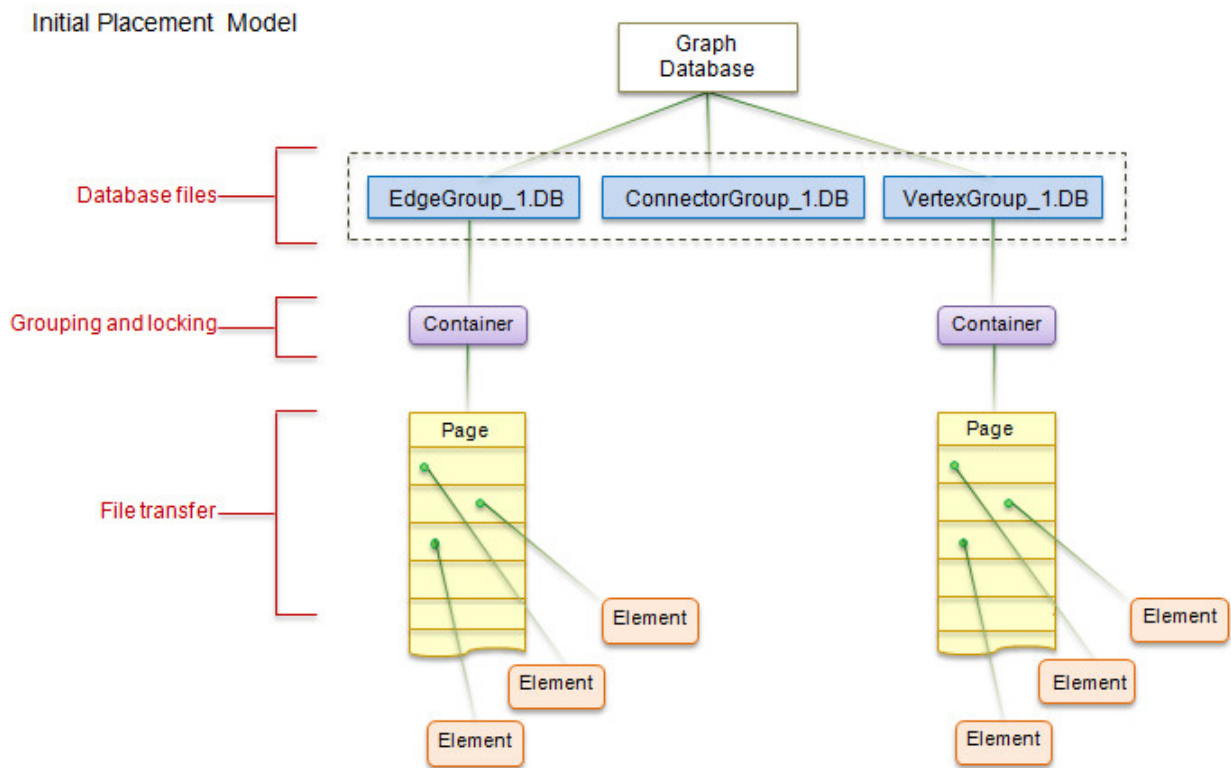 Initial Placement Model
Graph
Database
Database files
EdgeGroup_1.DB
ConnectorGroup_1.DB
VertexGroup_1.DB
Grouping and locking
Container
Container
File transfer
Page
Page
Element
Element
Element
Element
Element
Element